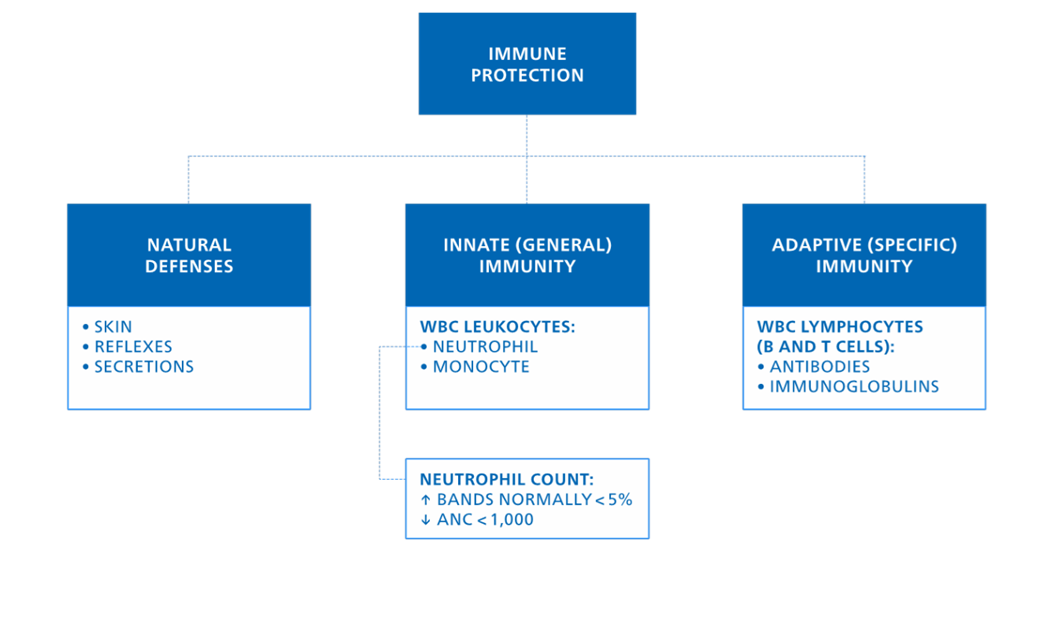 IMMUNE
PROTECTION
NATURAL
DEFENSES
• SKIN
• REFLEXES
• SECRETIONS
INNATE (GENERAL)
IMMUNITY
WBC LEUKOCYTES:
• NEUTROPHIL
• MONOCYTE
NEUTROPHIL COUNT:
↑ BANDS NORMALLY < 5%
↓ ANC < 1,000
ADAPTIVE (SPECIFIC)
IMMUNITY
WBC LYMPHOCYTES
(B AND T CELLS):
• ANTIBODIES
• IMMUNOGLOBULINS